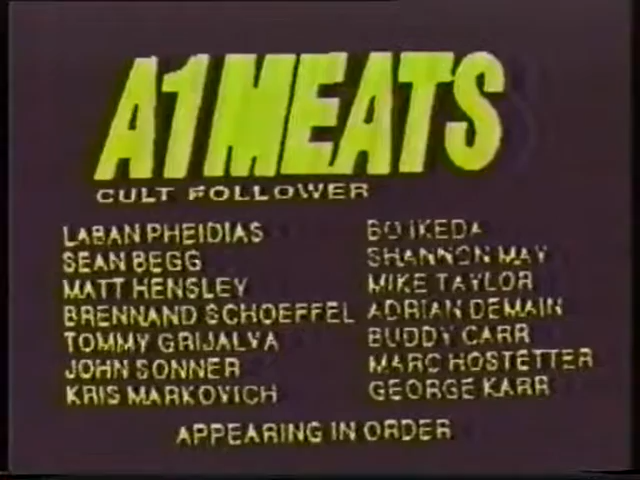 A1MEATS
CULT FOLLOWER
LABAN PHEIDIAS
SEAN BEGG
MATT HENSLEY
BRENNAND SCHOEFFEL
TOMMY GRIJALVA
JOHN SONNER
KRIS MARKOVICH
BO IKEDA
SHANNON MAY
MIKE TAYLOR
ADRIAN DEMAIN
BUDDY CARR
MARC HOSTETTER
GEORGE KARR
APPEARING IN ORDER